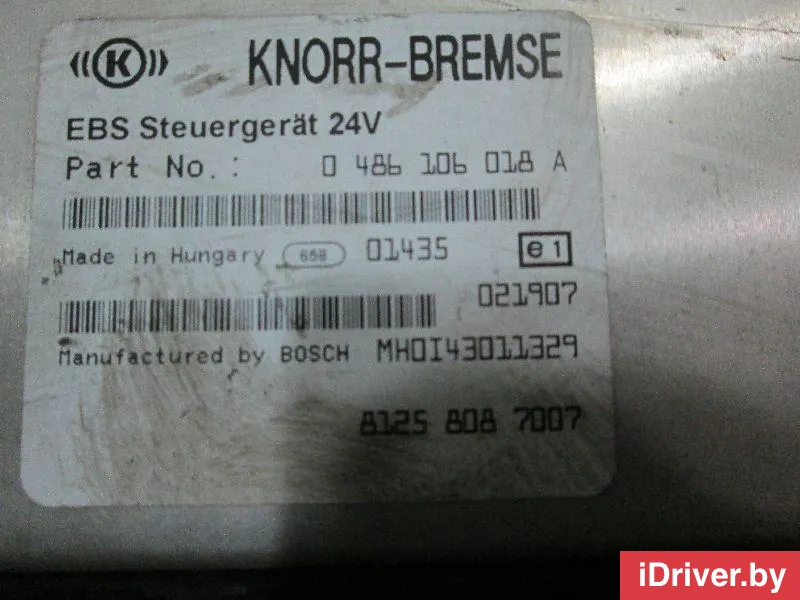 ((K)) KNORR-BREMSE
EBS Steuergerät 24V
Part No.: 0 486 106 018 A
Made in Hungary 658 01435 e1
021907
Manufactured by BOSCH MH0I43011329
8125 808 7007
iDriver.by